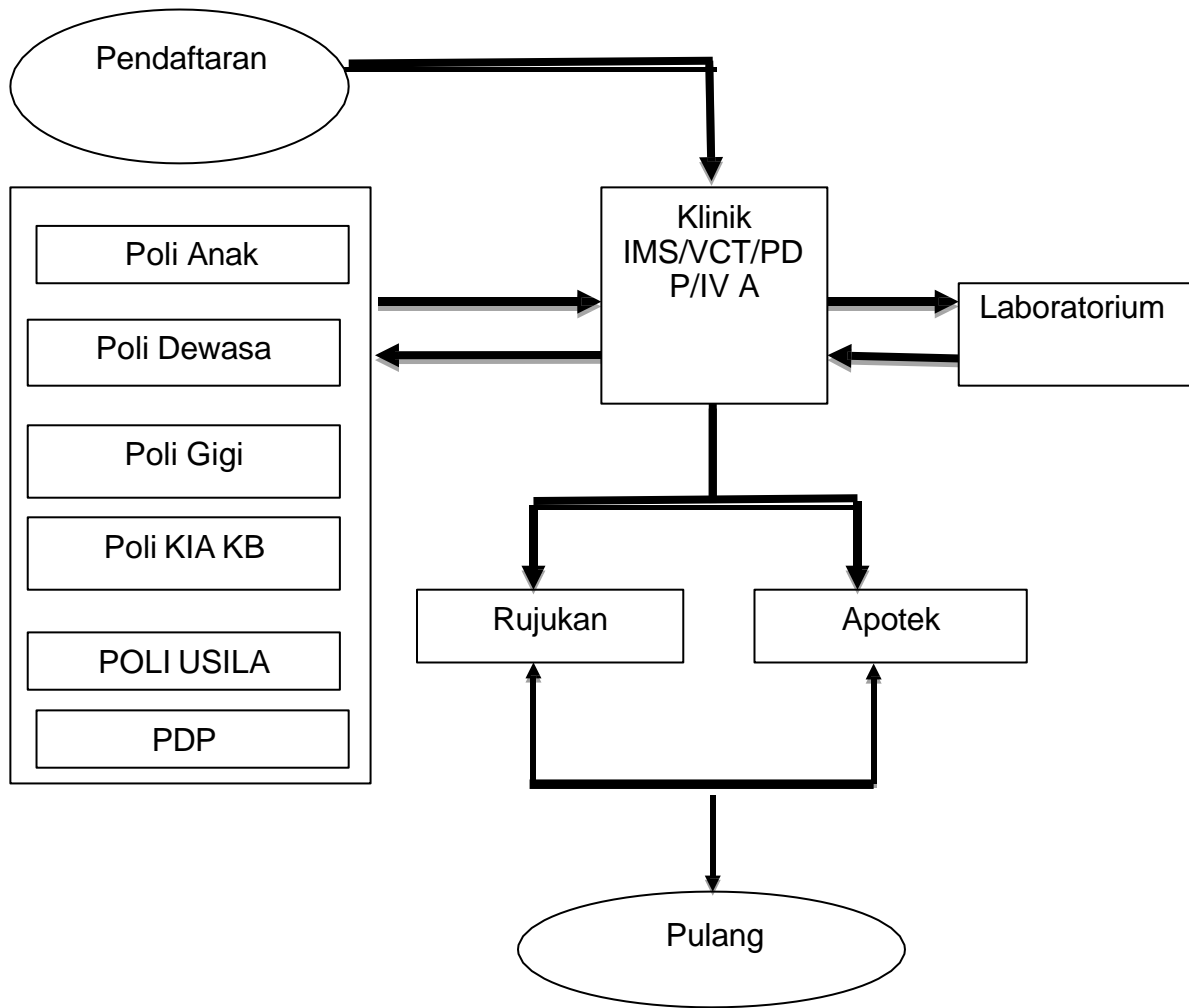 Pendaftaran
Klinik
IMS/VCT/PD
P/IV A
Laboratorium
Poli Anak
Poli Dewasa
Poli Gigi
Poli KIA KB
POLI USILA
PDP
Rujukan
Apotek
Pulang